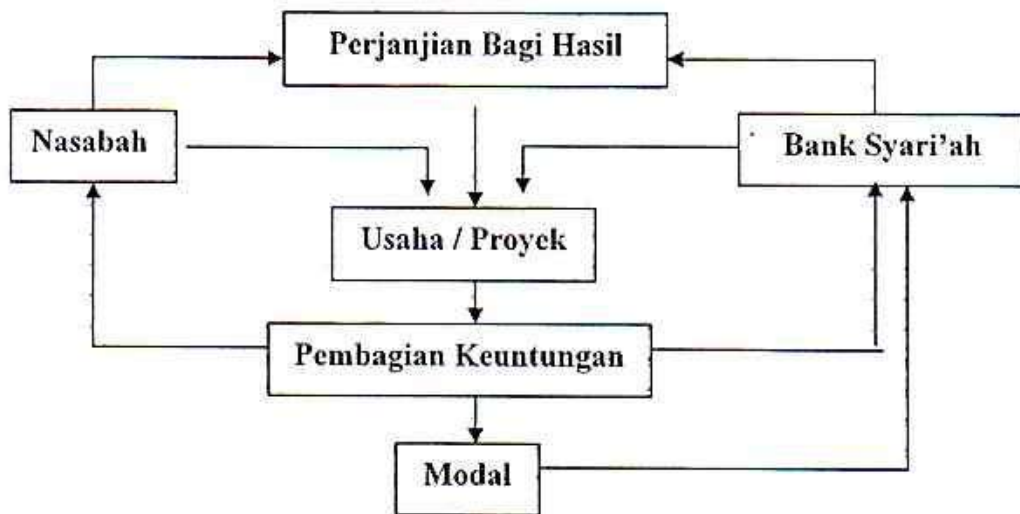 Perjanjian Bagi Hasil
Nasabah
Bank Syari'ah
Usaha / Proyek
Pembagian Keuntungan
Modal